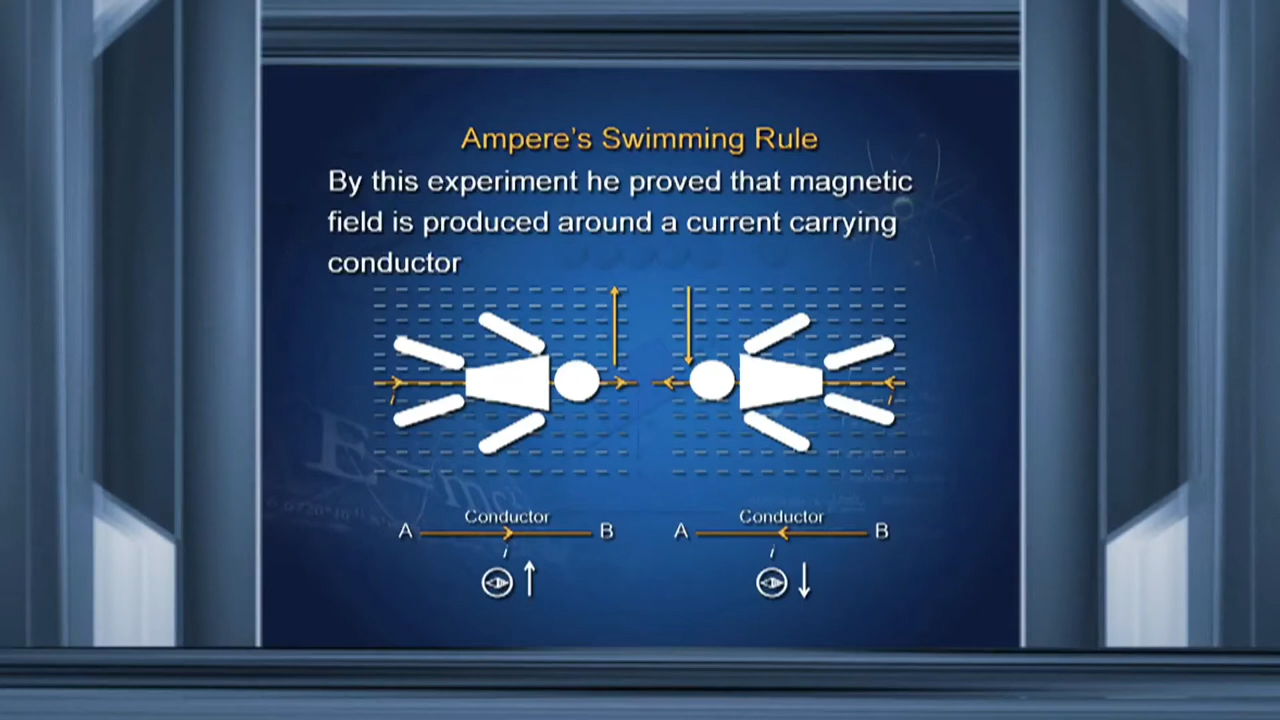 Ampere's Swimming Rule
By this experiment he proved that magnetic
field is produced around a current carrying
conductor
i i
Conductor Conductor
A B A B
i i